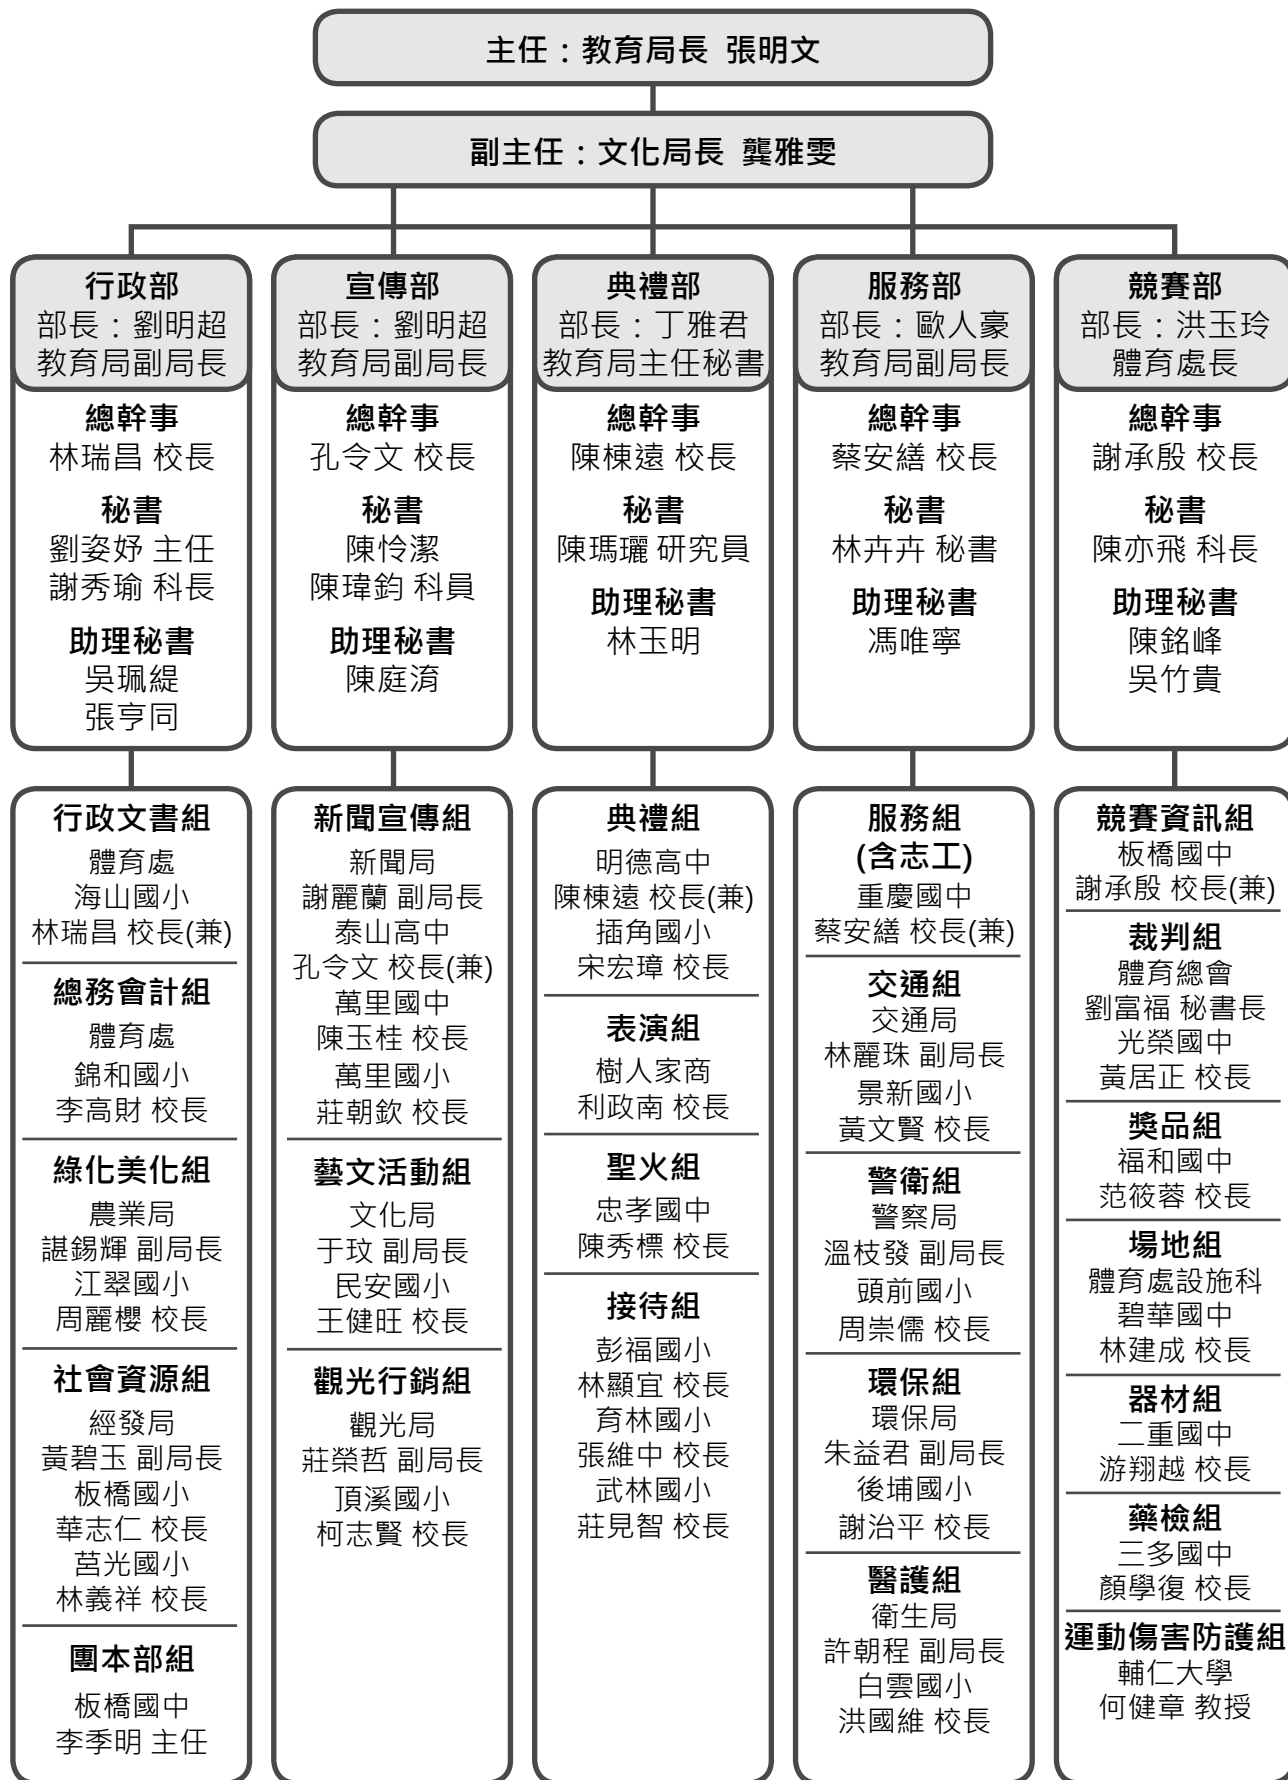 主任：教育局長 張明文
副主任：文化局長 龔雅雯
行政部
部長：劉明超
教育局副局長
總幹事
林瑞昌 校長
秘書
劉姿妤 主任
謝秀瑜 科長
助理秘書
吳珮緹
張亨同
宣傳部
部長：劉明超
教育局副局長
總幹事
孔令文 校長
秘書
陳怜潔
陳瑋鈞 科員
助理秘書
陳庭淯
典禮部
部長：丁雅君
教育局主任秘書
總幹事
陳棟遠 校長
秘書
陳瑪㼖 研究員
助理秘書
林玉明
服務部
部長：歐人豪
教育局副局長
總幹事
蔡安繕 校長
秘書
林卉卉 秘書
助理秘書
馮唯寧
競賽部
部長：洪玉玲
體育處長
總幹事
謝承殷 校長
秘書
陳亦飛 科長
助理秘書
陳銘峰
吳竹貴
行政文書組
體育處
海山國小
林瑞昌 校長(兼)
總務會計組
體育處
錦和國小
李高財 校長
綠化美化組
農業局
諶錫輝 副局長
江翠國小
周麗櫻 校長
社會資源組
經發局
黃碧玉 副局長
板橋國小
華志仁 校長
莒光國小
林義祥 校長
團本部組
板橋國中
李季明 主任
新聞宣傳組
新聞局
謝麗蘭 副局長
泰山高中
孔令文 校長(兼)
萬里國中
陳玉桂 校長
萬里國小
莊朝欽 校長
藝文活動組
文化局
于玟 副局長
民安國小
王健旺 校長
觀光行銷組
觀光局
莊榮哲 副局長
頂溪國小
柯志賢 校長
典禮組
明德高中
陳棟遠 校長(兼)
插角國小
宋宏璋 校長
表演組
樹人家商
利政南 校長
聖火組
忠孝國中
陳秀標 校長
接待組
彭福國小
林顯宜 校長
育林國小
張維中 校長
武林國小
莊見智 校長
服務組
(含志工)
重慶國中
蔡安繕 校長(兼)
交通組
交通局
林麗珠 副局長
景新國小
黃文賢 校長
警衛組
警察局
溫枝發 副局長
頭前國小
周崇儒 校長
環保組
環保局
朱益君 副局長
後埔國小
謝治平 校長
醫護組
衛生局
許朝程 副局長
白雲國小
洪國維 校長
競賽資訊組
板橋國中
謝承殷 校長(兼)
裁判組
體育總會
劉富福 秘書長
光榮國中
黃居正 校長
獎品組
福和國中
范筱蓉 校長
場地組
體育處設施科
碧華國中
林建成 校長
器材組
二重國中
游翔越 校長
藥檢組
三多國中
顏學復 校長
運動傷害防護組
輔仁大學
何健章 教授